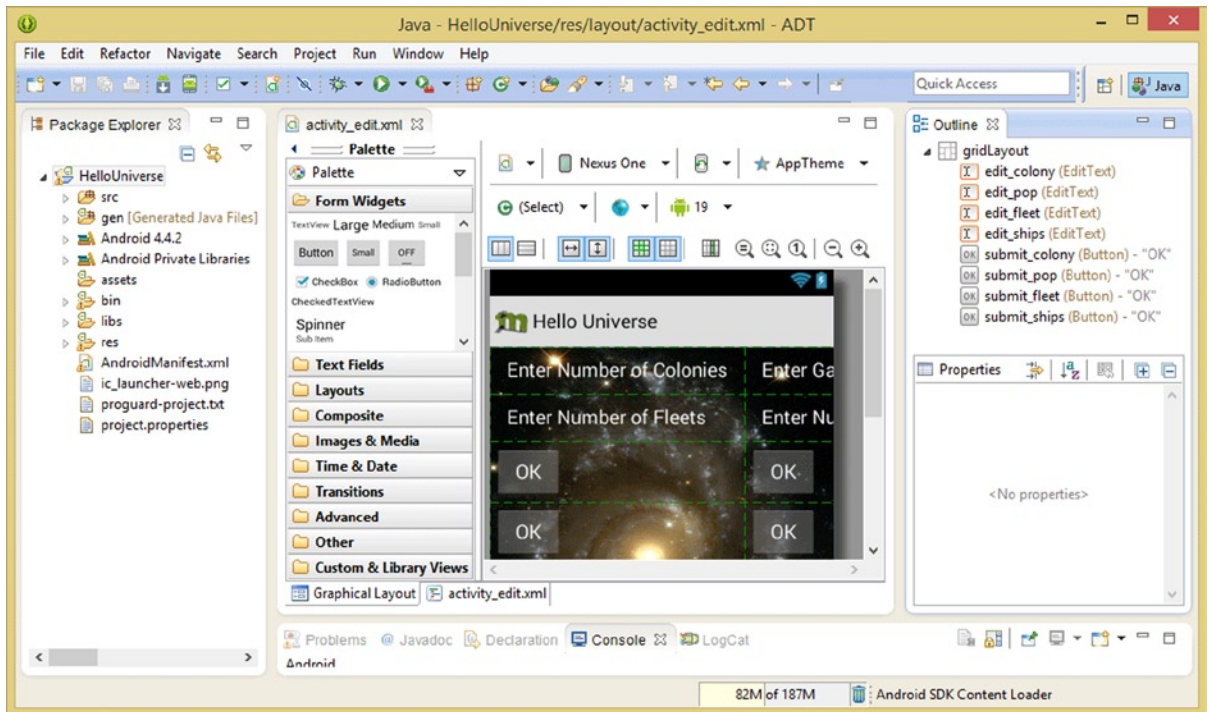 Java - HelloUniverse/res/layout/activity_edit.xml - ADT
File Edit Refactor Navigate Search Project Run Window Help
Quick Access
Java
Package Explorer
HelloUniverse
src
gen [Generated Java Files]
Android 4.4.2
Android Private Libraries
assets
bin
libs
res
AndroidManifest.xml
ic_launcher-web.png
proguard-project.txt
project.properties
activity_edit.xml
Palette
Palette
Form Widgets
TextView Large Medium Small
Button Small OFF
CheckBox RadioButton
CheckedTextView
Spinner
Sub Item
Text Fields
Layouts
Composite
Images & Media
Time & Date
Transitions
Advanced
Other
Custom & Library Views
Nexus One AppTheme
(Select) 19
Hello Universe
Enter Number of Colonies Enter Ga
Enter Number of Fleets Enter Nu
OK OK
OK OK
Graphical Layout activity_edit.xml
Outline
gridLayout
edit_colony (EditText)
edit_pop (EditText)
edit_fleet (EditText)
edit_ships (EditText)
OK submit_colony (Button) - "OK"
OK submit_pop (Button) - "OK"
OK submit_fleet (Button) - "OK"
OK submit_ships (Button) - "OK"
Properties
<No properties>
Problems @ Javadoc Declaration Console LogCat
Android
82M of 187M Android SDK Content Loader